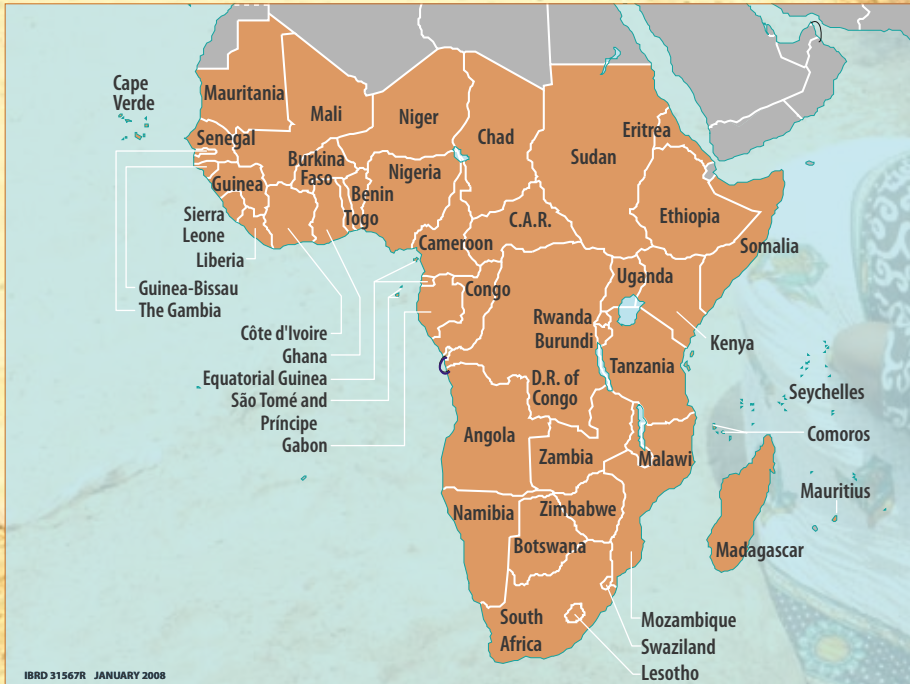 Cape
Verde
Mauritania
Mali
Niger
Chad
Sudan
Eritrea
Senegal
Burkina
Faso
Nigeria
Guinea
Benin
Togo
Ethiopia
Sierra
Leone
Liberia
C.A.R.
Cameroon
Somalia
Guinea-Bissau
The Gambia
Congo
Uganda
Côte d'Ivoire
Ghana
Equatorial Guinea
São Tomé and
Príncipe
Gabon
Rwanda
Burundi
Kenya
Tanzania
D.R. of
Congo
Seychelles
Comoros
Angola
Zambia
Malawi
Mauritius
Namibia
Zimbabwe
Botswana
Madagascar
South
Africa
Mozambique
Swaziland
Lesotho
IBRD 31567R JANUARY 2008